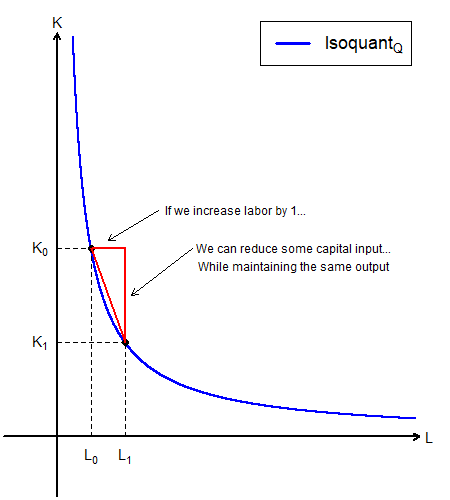 K
Isoquant_Q
If we increase labor by 1...
K₀
We can reduce some capital input...
While maintaining the same output
K₁
L
L₀ L₁